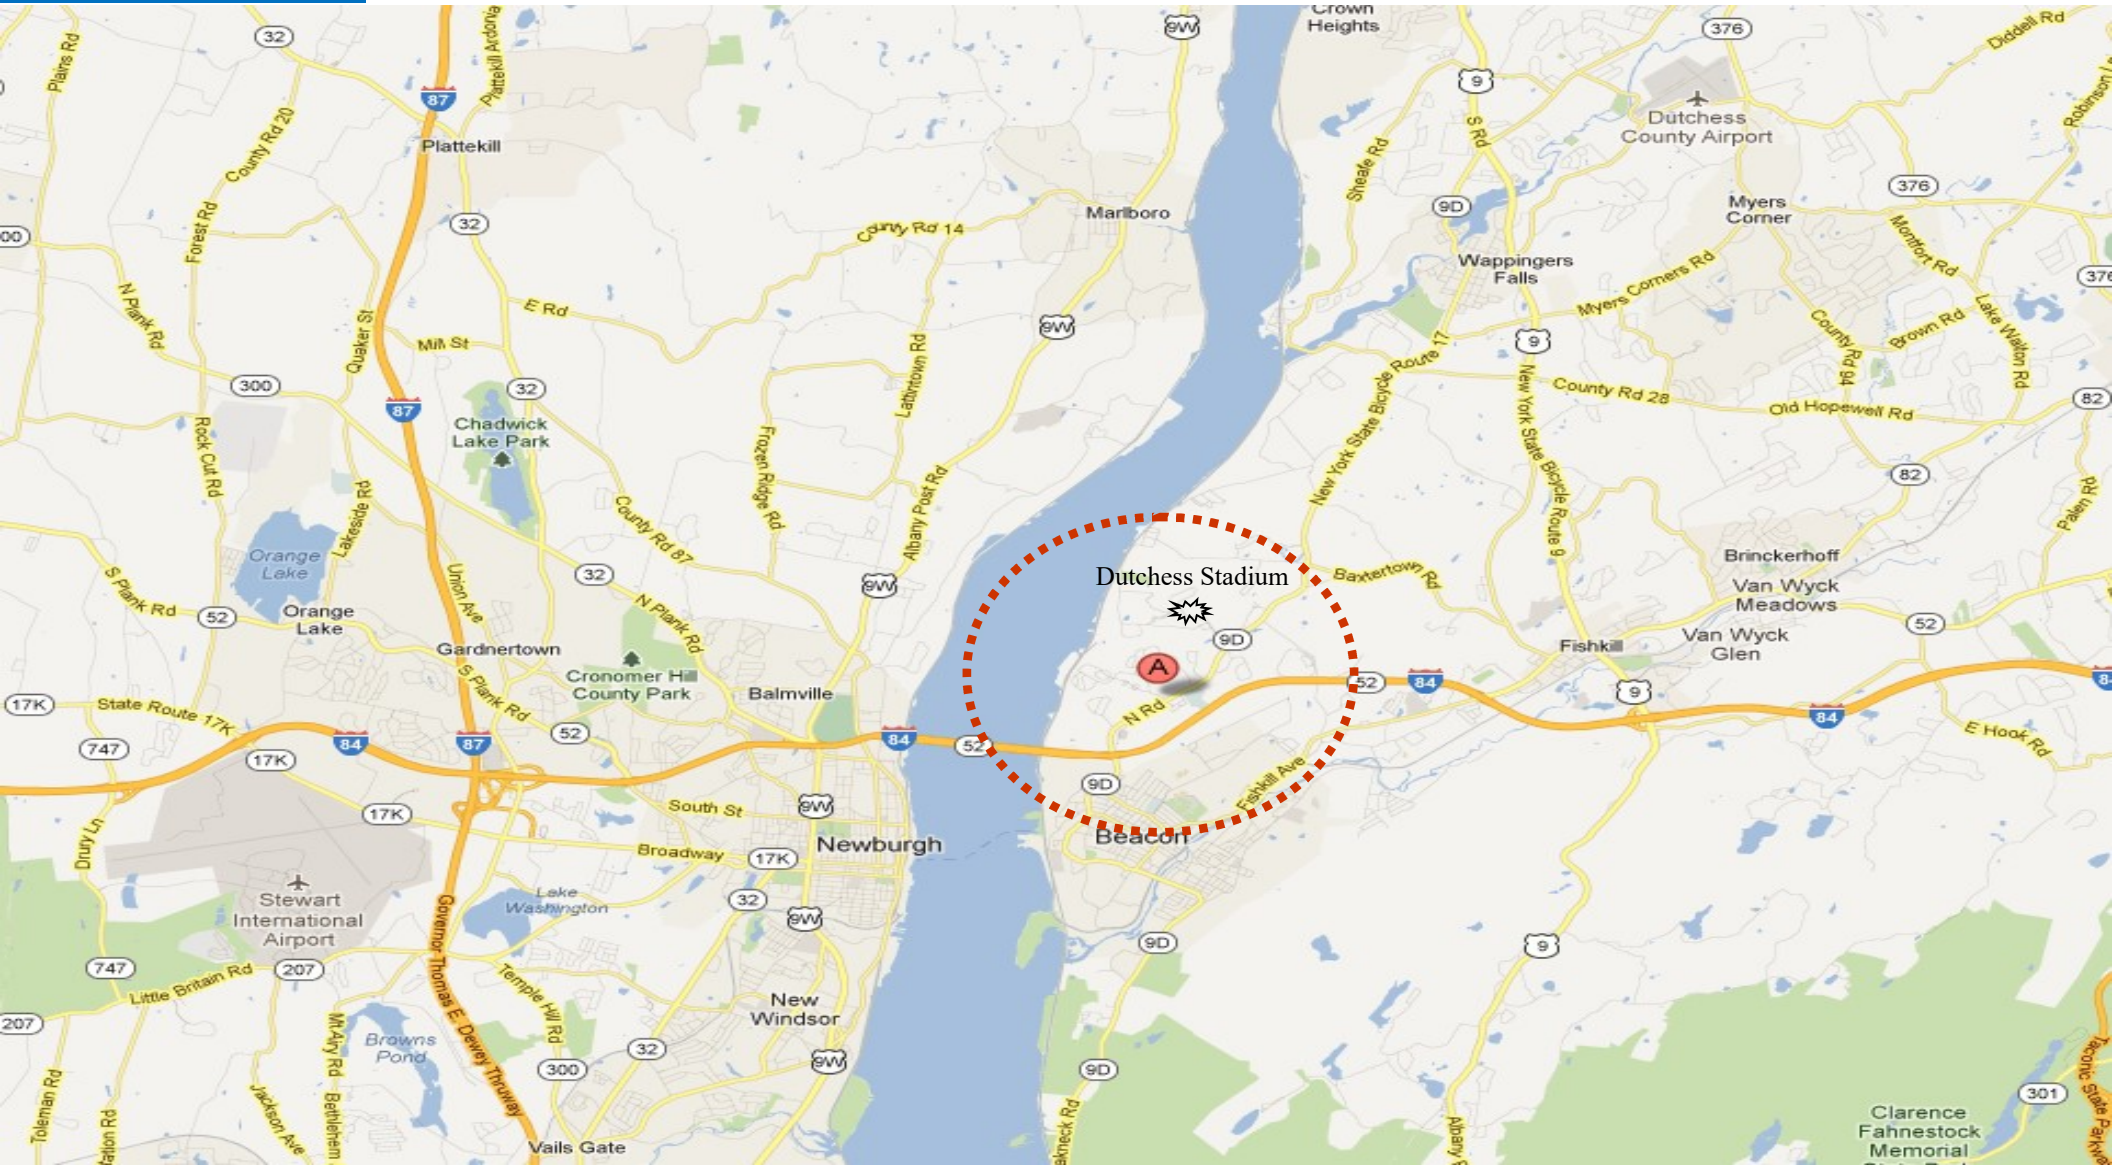 32
Plains Rd
87
Plattekill Ardonia
9W
Crown
Heights
9
376
Diddell Rd
County Rd 20
Plattekill
S Rd
Dutchess
County Airport
Sheafe Rd
376
Forest Rd
32
Marlboro
County Rd 14
9D
Myers
Corner
Montfort Rd
00
Wappingers
Falls
376
N Plank Rd
E Rd
Myers Corners Rd
Quaker St
Mill St
9W
9
County Rd 94
Brown Rd
Lake Walton Rd
300
32
87
Lattintown Rd
New York State Bicycle Route 17
County Rd 28
Old Hopewell Rd
82
Chadwick
Lake Park
Rock Cut Rd
Frozen Ridge Rd
New York State Bicycle Route 9
82
Palen Rd
Lakeside Rd
County Rd 87
Albany Post Rd
Orange
Lake
S Plank Rd
Union Ave
32
N Plank Rd
9W
Dutchess Stadium
Baxtertown Rd
Brinckerhoff
Van Wyck
Meadows
52
Orange
Lake
Gardnertown
Cronomer Hill
County Park
9D
Fishkill
52
Van Wyck
Glen
A
S Plank Rd
Balmville
52
84
9
84
17K
State Route 17K
N Rd
84
747
84
87
52
84
52
E Hook Rd
17K
9D
Fishkill Ave
17K
South St
9W
Drury Ln
Newburgh
Beacon
Broadway
17K
Stewart
International
Airport
Lake
Washington
32
9W
Governor Thomas E. Dewey Thruway
9D
9
747
Little Britain Rd
207
Temple Hill Rd
New
Windsor
207
Mt Airy Rd
Browns
Pond
32
9W
300
9D
Toleman Rd
Jackson Ave
Bethlehem
Vails Gate
301
Clarence
Fahnestock
Memorial